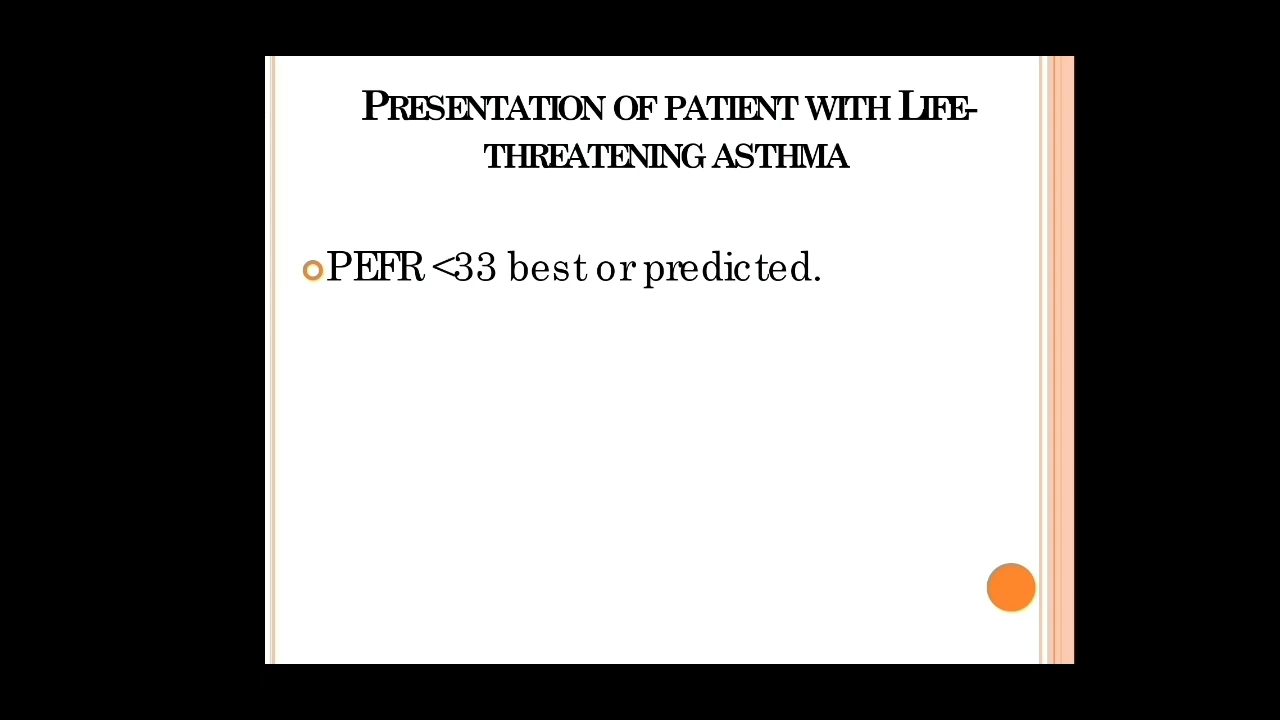 Presentation of patient with Life-
threatening asthma
PEFR <33 best or predicted.